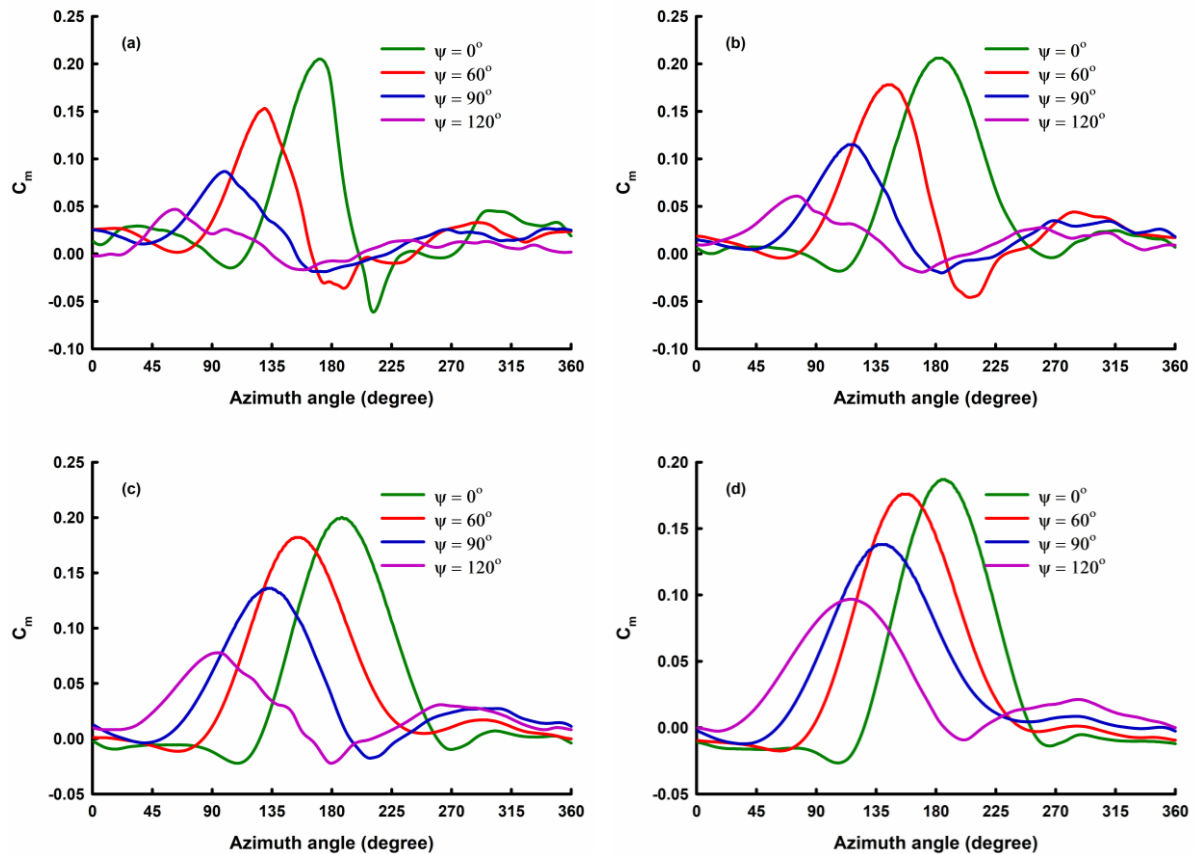 0.25
0.20
0.15
0.10
0.05
0.00
-0.05
-0.10
Cm
(a)
ψ = 0°
ψ = 60°
ψ = 90°
ψ = 120°
0 45 90 135 180 225 270 315 360
Azimuth angle (degree)
0.25
0.20
0.15
0.10
0.05
0.00
-0.05
-0.10
Cm
(b)
ψ = 0°
ψ = 60°
ψ = 90°
ψ = 120°
0 45 90 135 180 225 270 315 360
Azimuth angle (degree)
0.25
0.20
0.15
0.10
0.05
0.00
-0.05
Cm
(c)
ψ = 0°
ψ = 60°
ψ = 90°
ψ = 120°
0 45 90 135 180 225 270 315 360
Azimuth angle (degree)
0.20
0.15
0.10
0.05
0.00
-0.05
Cm
(d)
ψ = 0°
ψ = 60°
ψ = 90°
ψ = 120°
0 45 90 135 180 225 270 315 360
Azimuth angle (degree)